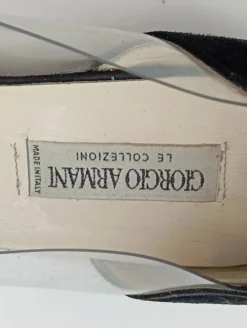 GIORGIO ARMANI
LE COLLEZIONI
MADE IN ITALY